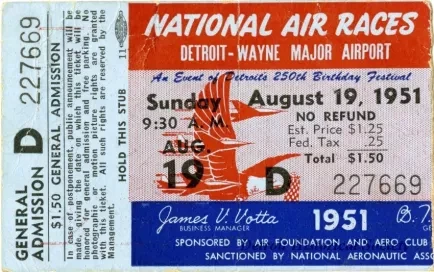 GENERAL
ADMISSION D
$1.50 GENERAL ADMISSION
227669
In case of postponement, public announcement will be
made, giving the date on which this ticket will be
honored for general admission and free parking. No
photographic or motion picture rights are granted
with this ticket. All such rights are reserved by the
Management.
HOLD THIS STUB
11
NATIONAL AIR RACES
DETROIT-WAYNE MAJOR AIRPORT
An Event of Detroit's 250th Birthday Festival
Sunday August 19, 1951
9:30 A.M. NO REFUND
Est. Price $1.25
Fed. Tax .25
Total $1.50
AUG.
19 D 227669
James V. Votta 1951 B. T.
BUSINESS MANAGER GE
SPONSORED BY AIR FOUNDATION AND AERO CLUB
SANCTIONED BY NATIONAL AERONAUTIC ASSO